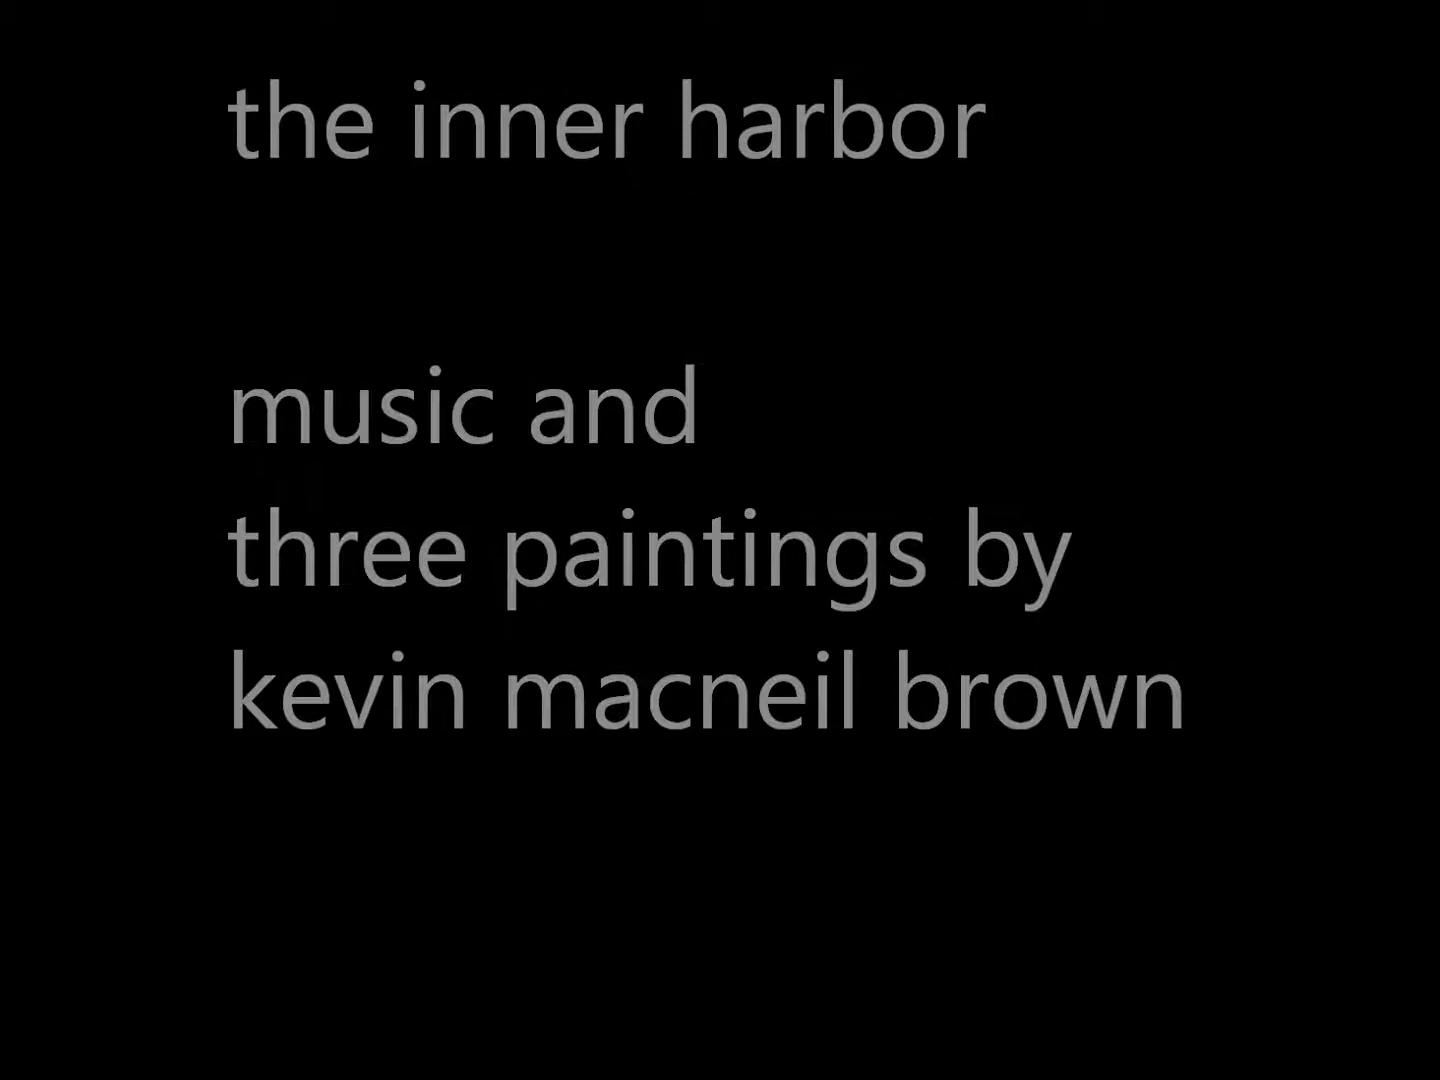 the inner harbor
music and
three paintings by
kevin macneil brown